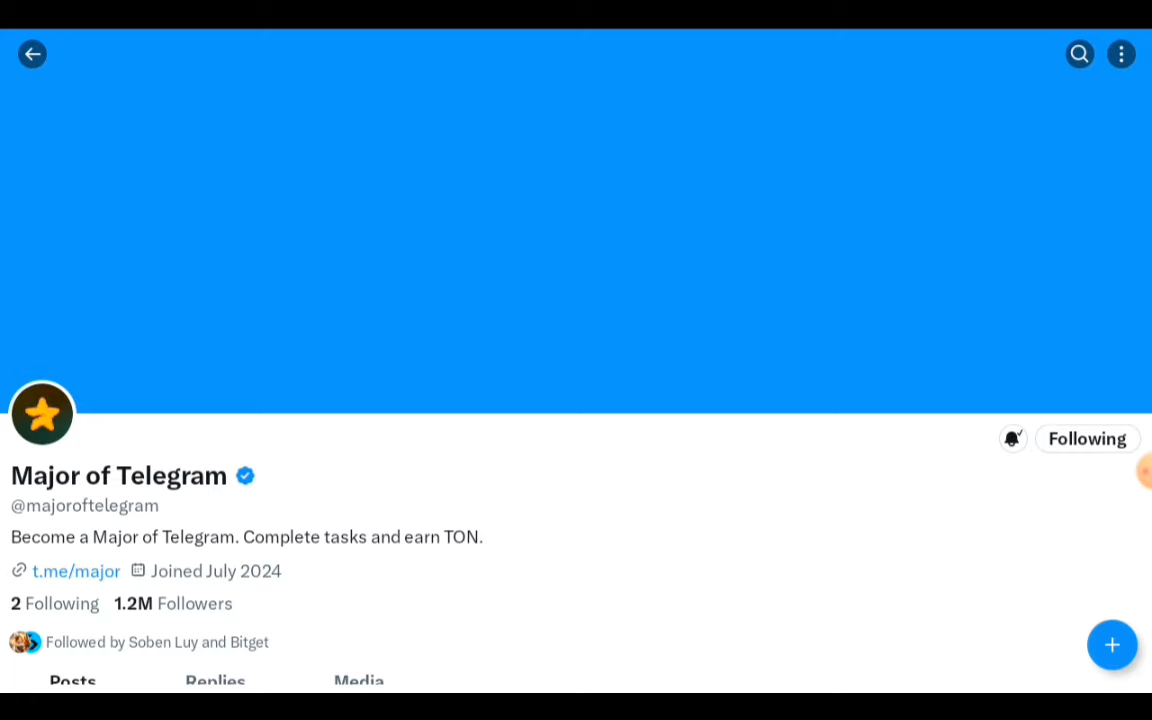 Following
Major of Telegram
@majoroftelegram
Become a Major of Telegram. Complete tasks and earn TON.
t.me/major Joined July 2024
2 Following 1.2M Followers
Followed by Soben Luy and Bitget
Posts Replies Media